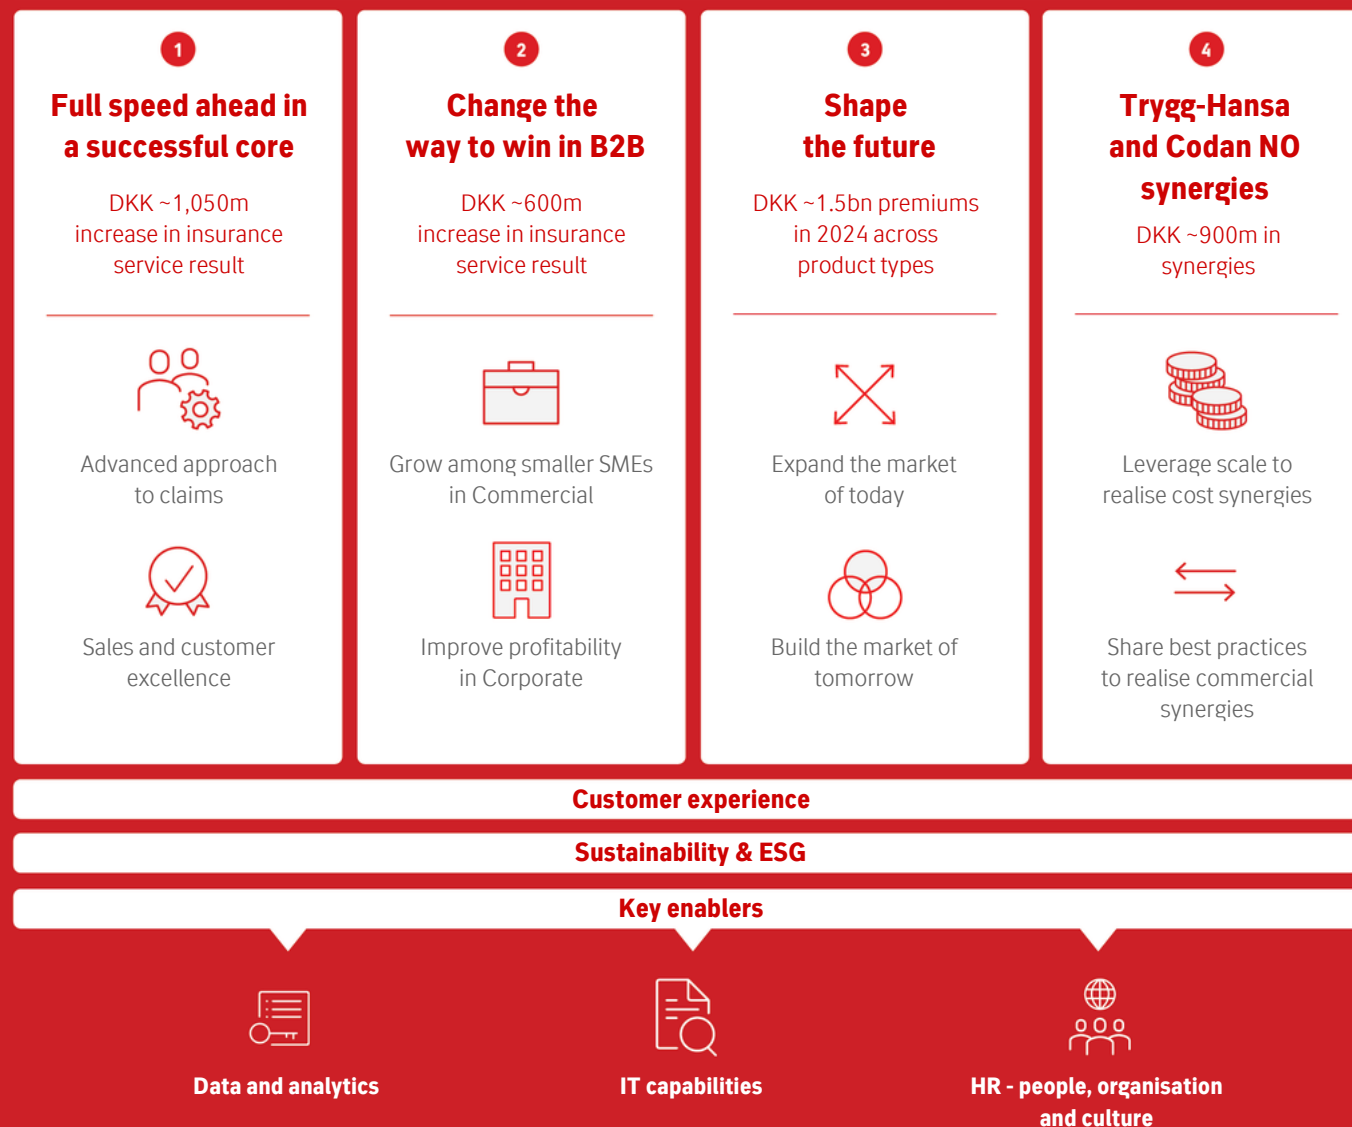 1
Full speed ahead in
a successful core
DKK ~1,050m
increase in insurance
service result
Advanced approach
to claims
Sales and customer
excellence
2
Change the
way to win in B2B
DKK ~600m
increase in insurance
service result
Grow among smaller SMEs
in Commercial
Improve profitability
in Corporate
3
Shape
the future
DKK ~1.5bn premiums
in 2024 across
product types
Expand the market
of today
Build the market of
tomorrow
4
Trygg-Hansa
and Codan NO
synergies
DKK ~900m in
synergies
Leverage scale to
realise cost synergies
Share best practices
to realise commercial
synergies
Customer experience
Sustainability & ESG
Key enablers
Data and analytics
IT capabilities
HR - people, organisation
and culture